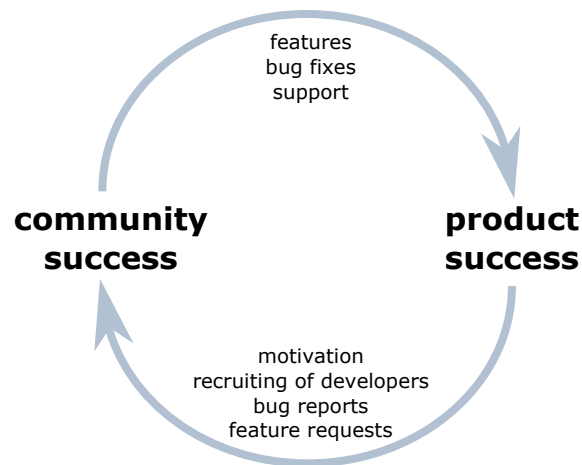 features
bug fixes
support
community
success
product
success
motivation
recruiting of developers
bug reports
feature requests